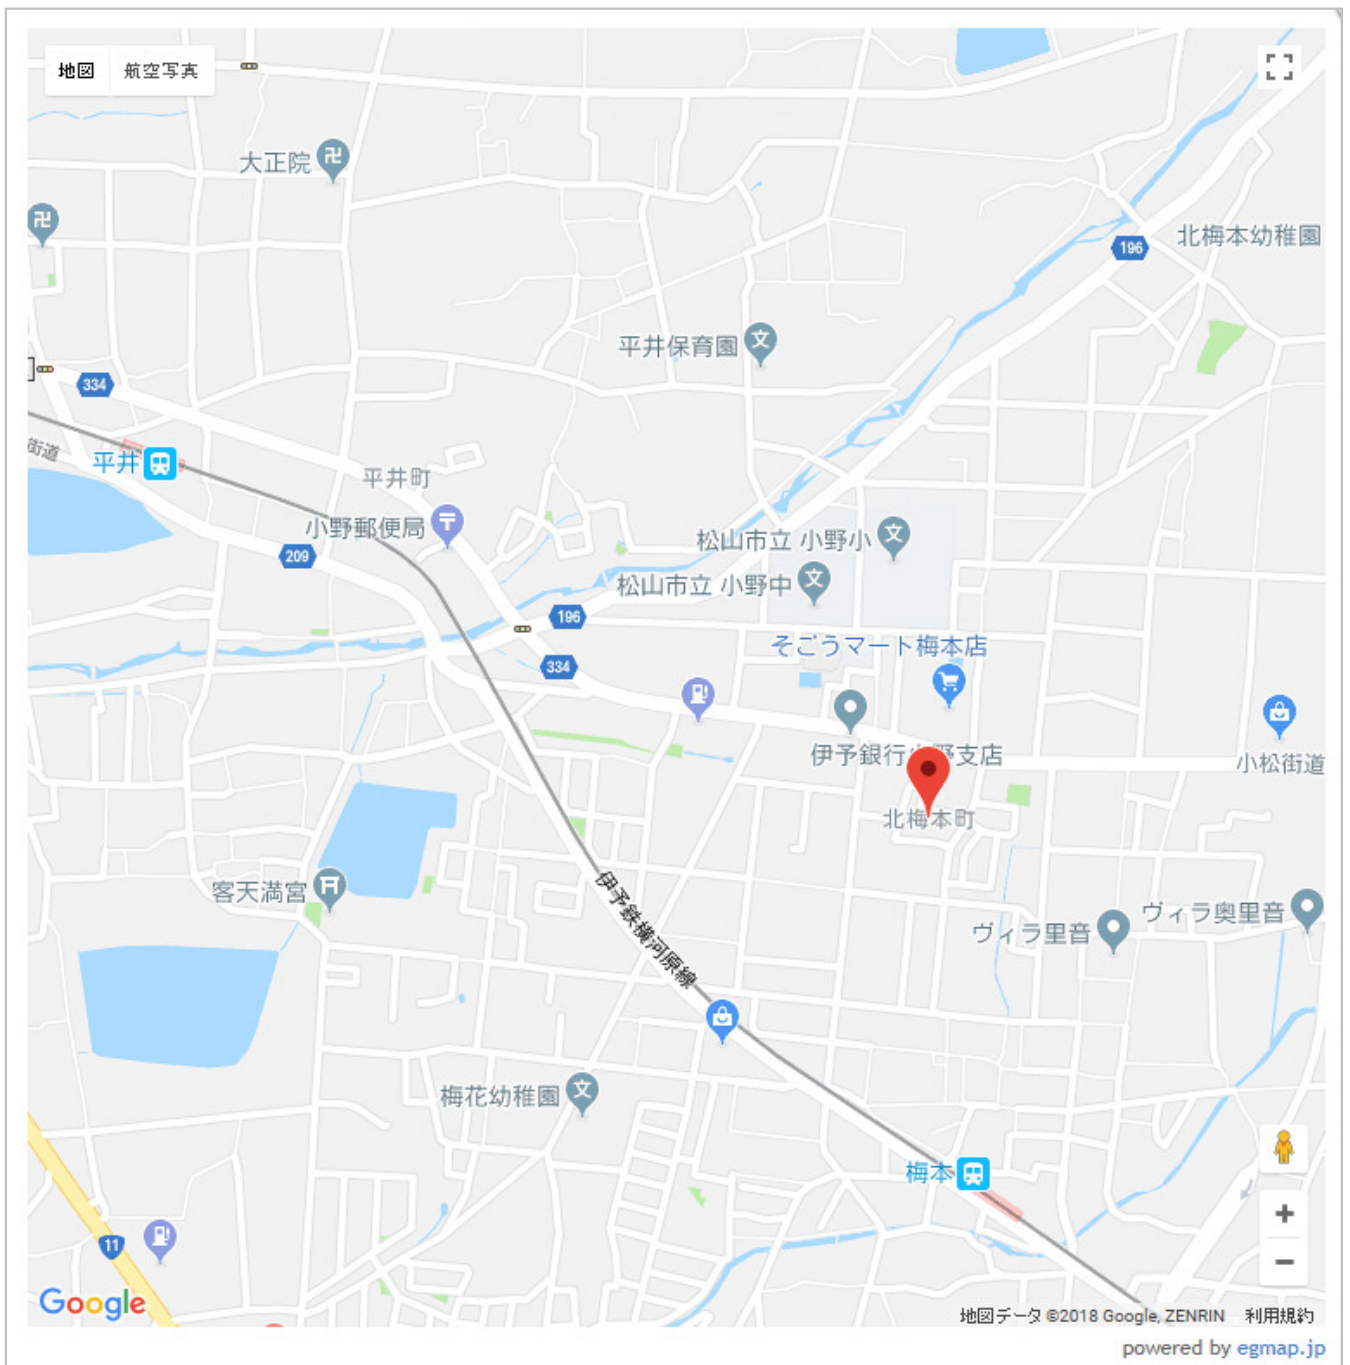 地図 航空写真
大正院
北梅本幼稚園
196
平井保育園
334
街道
平井
平井町
小野郵便局
松山市立 小野小
209
松山市立 小野中
196
そごうマート梅本店
334
伊予銀行小野支店
小松街道
北梅本町
客天満宮
伊予鉄横河原線
ヴィラ奥里音
ヴィラ里音
梅花幼稚園
梅本
11
Google
地図データ ©2018 Google, ZENRIN 利用規約
powered by egmap.jp